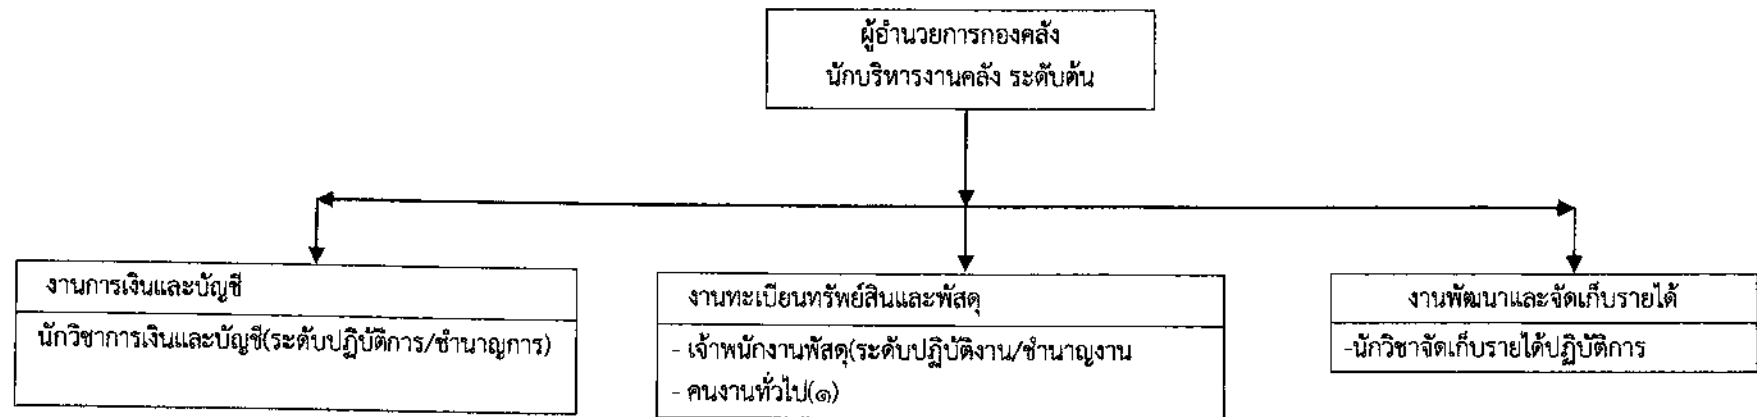 ผู้อำนวยการกองคลัง
นักบริหารงานคลัง ระดับต้น
งานการเงินและบัญชี
นักวิชาการเงินและบัญชี(ระดับปฏิบัติการ/ชำนาญการ)
งานทะเบียนทรัพย์สินและพัสดุ
- เจ้าพนักงานพัสดุ(ระดับปฏิบัติงาน/ชำนาญงาน
- คนงานทั่วไป(๑)
งานพัฒนาและจัดเก็บรายได้
-นักวิชาจัดเก็บรายได้ปฏิบัติการ